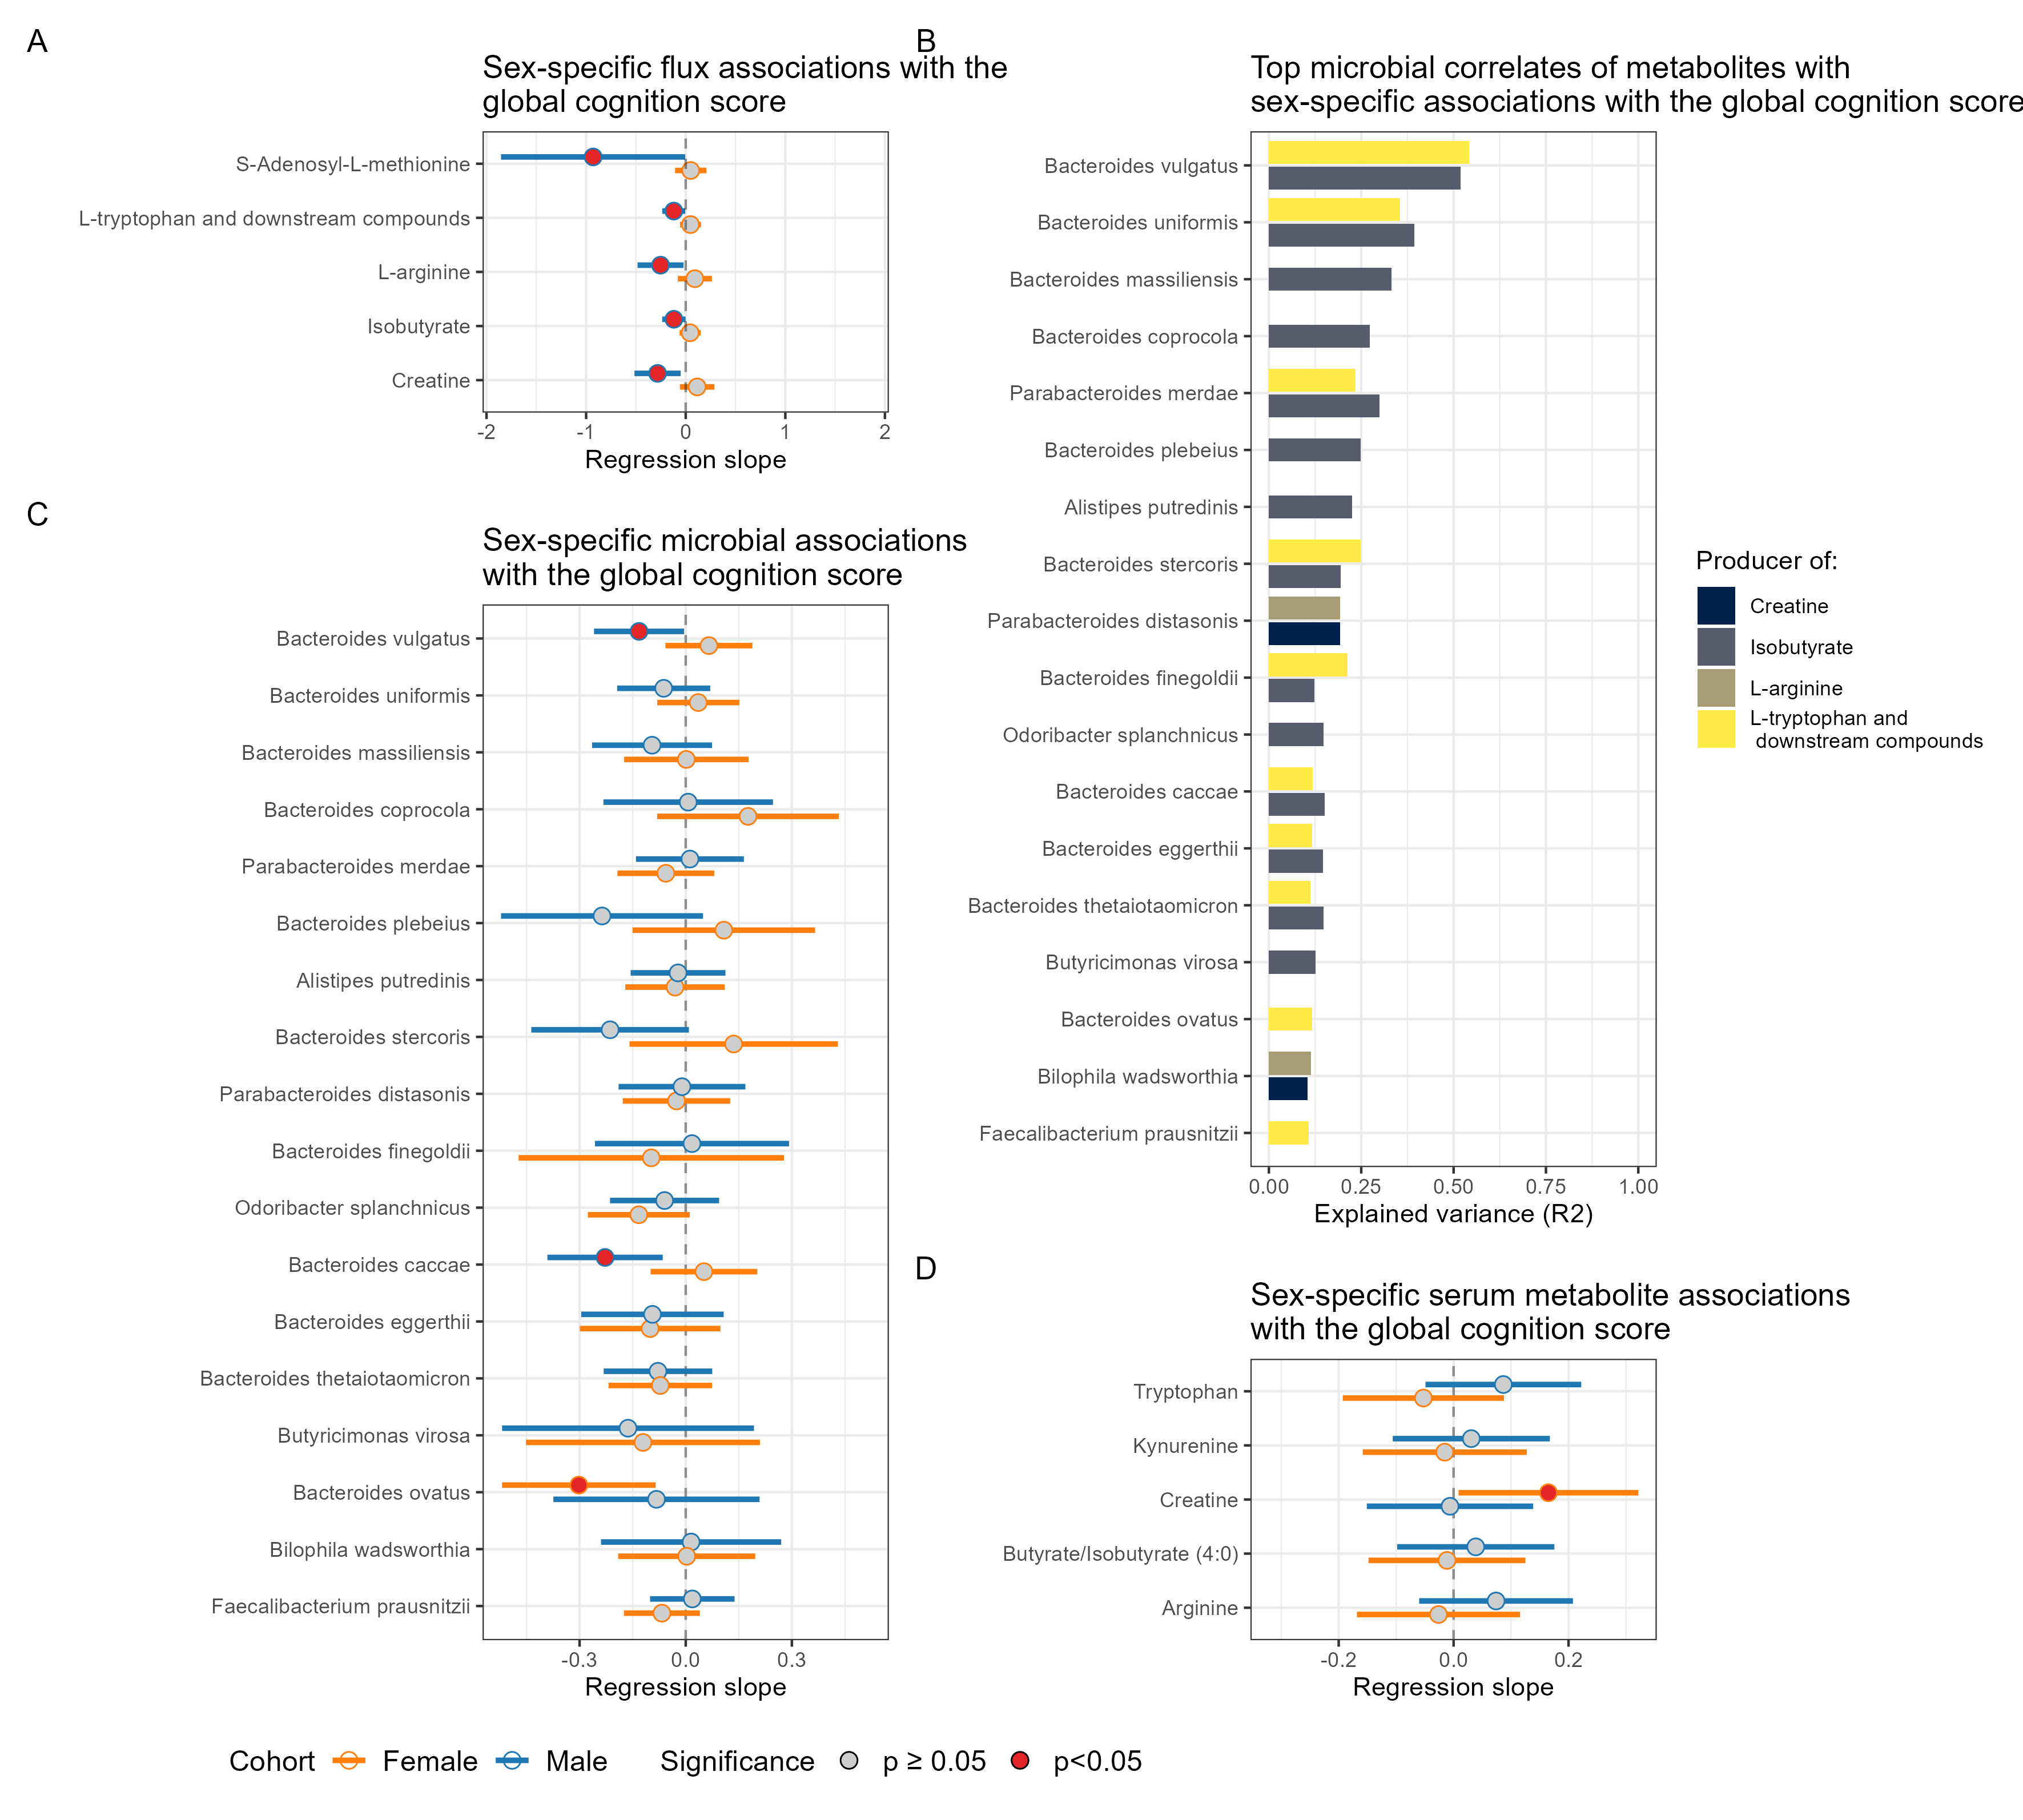 A
Sex-specific flux associations with the
global cognition score
S-Adenosyl-L-methionine
L-tryptophan and downstream compounds
L-arginine
Isobutyrate
Creatine
-2 -1 0 1 2
Regression slope
B
Top microbial correlates of metabolites with
sex-specific associations with the global cognition score
Bacteroides vulgatus
Bacteroides uniformis
Bacteroides massiliensis
Bacteroides coprocola
Parabacteroides merdae
Bacteroides plebeius
Alistipes putredinis
Bacteroides stercoris
Parabacteroides distasonis
Bacteroides finegoldii
Odoribacter splanchnicus
Bacteroides caccae
Bacteroides eggerthii
Bacteroides thetaiotaomicron
Butyricimonas virosa
Bacteroides ovatus
Bilophila wadsworthia
Faecalibacterium prausnitzii
0.00 0.25 0.50 0.75 1.00
Explained variance (R2)
Producer of:
Creatine
Isobutyrate
L-arginine
L-tryptophan and
downstream compounds
C
Sex-specific microbial associations
with the global cognition score
Bacteroides vulgatus
Bacteroides uniformis
Bacteroides massiliensis
Bacteroides coprocola
Parabacteroides merdae
Bacteroides plebeius
Alistipes putredinis
Bacteroides stercoris
Parabacteroides distasonis
Bacteroides finegoldii
Odoribacter splanchnicus
Bacteroides caccae
Bacteroides eggerthii
Bacteroides thetaiotaomicron
Butyricimonas virosa
Bacteroides ovatus
Bilophila wadsworthia
Faecalibacterium prausnitzii
-0.3 0.0 0.3
Regression slope
D
Sex-specific serum metabolite associations
with the global cognition score
Tryptophan
Kynurenine
Creatine
Butyrate/Isobutyrate (4:0)
Arginine
-0.2 0.0 0.2
Regression slope
Cohort Female Male Significance p ≥ 0.05 p<0.05